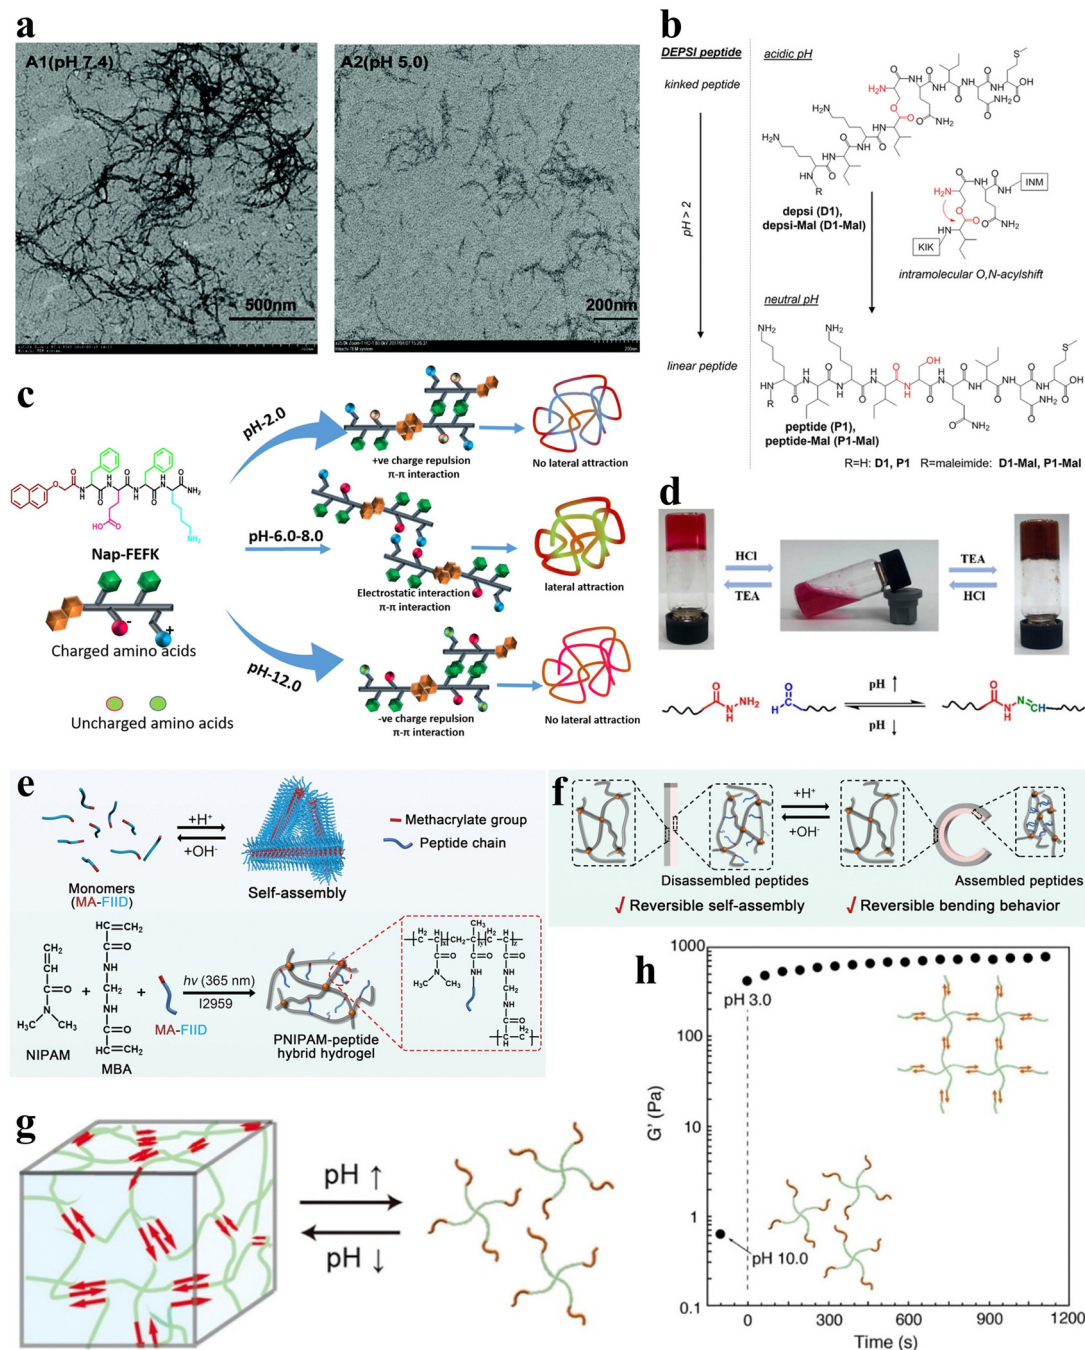 a
A1(pH 7.4)
500nm
A2(pH 5.0)
200nm
b
DEPSI peptide
acidic pH
kinked peptide
pH > 2
depsi (D1),
depsi-Mal (D1-Mal)
INM
KIK
intramolecular O,N-acylshift
neutral pH
linear peptide
peptide (P1),
peptide-Mal (P1-Mal)
R=H: D1, P1 R=maleimide: D1-Mal, P1-Mal
c
Nap-FEFK
Charged amino acids
Uncharged amino acids
pH-2.0
+ve charge repulsion
π-π interaction
No lateral attraction
pH-6.0-8.0
Electrostatic interaction
π-π interaction
lateral attraction
pH-12.0
-ve charge repulsion
π-π interaction
No lateral attraction
d
HCl
TEA
TEA
HCl
pH ↑
pH ↓
e
+H⁺
+OH⁻
Monomers
(MA-FIID)
Self-assembly
Methacrylate group
Peptide chain
NIPAM
+
MBA
+
MA-FIID
hv (365 nm)
I2959
PNIPAM-peptide
hybrid hydrogel
f
+H⁺
+OH⁻
Disassembled peptides
Assembled peptides
√ Reversible self-assembly
√ Reversible bending behavior
g
pH ↑
pH ↓
h
G' (Pa)
1000
100
10
1
0.1
pH 3.0
pH 10.0
0 300 600 900 1200
Time (s)